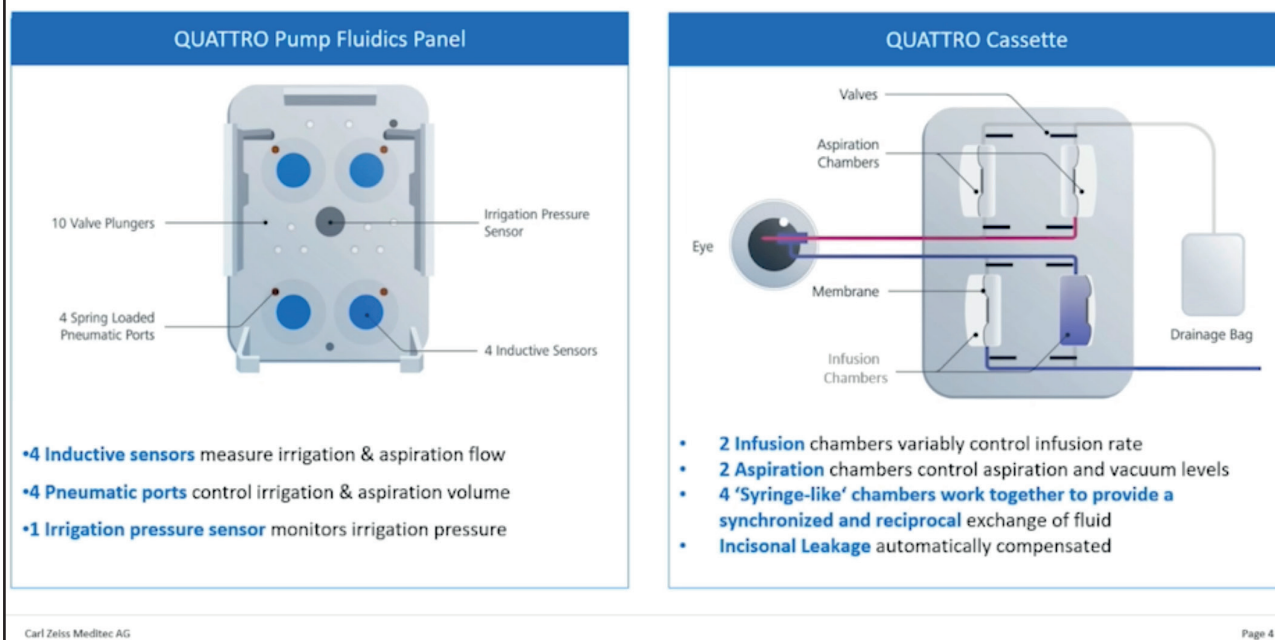 QUATTRO Pump Fluidics Panel
10 Valve Plungers
Irrigation Pressure
Sensor
4 Spring Loaded
Pneumatic Ports
4 Inductive Sensors
•4 Inductive sensors measure irrigation & aspiration flow
•4 Pneumatic ports control irrigation & aspiration volume
•1 Irrigation pressure sensor monitors irrigation pressure
QUATTRO Cassette
Valves
Aspiration
Chambers
Eye
Membrane
Drainage Bag
Infusion
Chambers
• 2 Infusion chambers variably control infusion rate
• 2 Aspiration chambers control aspiration and vacuum levels
• 4 ‘Syringe-like‘ chambers work together to provide a
synchronized and reciprocal exchange of fluid
• Incisonal Leakage automatically compensated
Carl Zeiss Meditec AG
Page 4